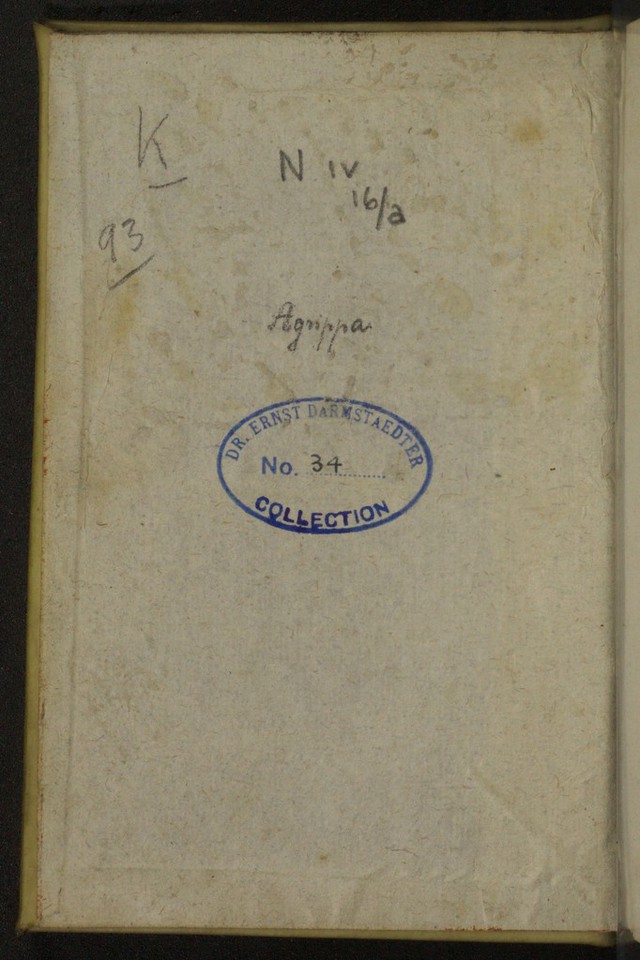 K
N IV
16/a
93
Agrippa
DR. ERNST DARMSTAEDTER
No. 34
COLLECTION